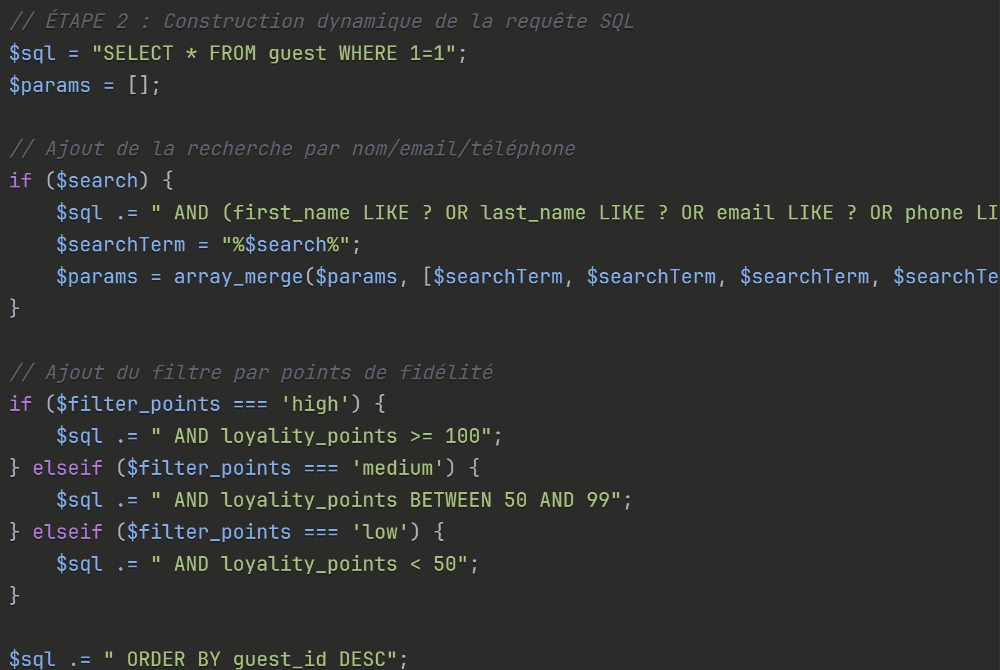 // ÉTAPE 2 : Construction dynamique de la requête SQL
$sql = "SELECT * FROM guest WHERE 1=1";
$params = [];
// Ajout de la recherche par nom/email/téléphone
if ($search) {
    $sql .= " AND (first_name LIKE ? OR last_name LIKE ? OR email LIKE ? OR phone LI
    $searchTerm = "%$search%";
    $params = array_merge($params, [$searchTerm, $searchTerm, $searchTerm, $searchTe
}
// Ajout du filtre par points de fidélité
if ($filter_points === 'high') {
    $sql .= " AND loyality_points >= 100";
} elseif ($filter_points === 'medium') {
    $sql .= " AND loyality_points BETWEEN 50 AND 99";
} elseif ($filter_points === 'low') {
    $sql .= " AND loyality_points < 50";
}
$sql .= " ORDER BY guest_id DESC";